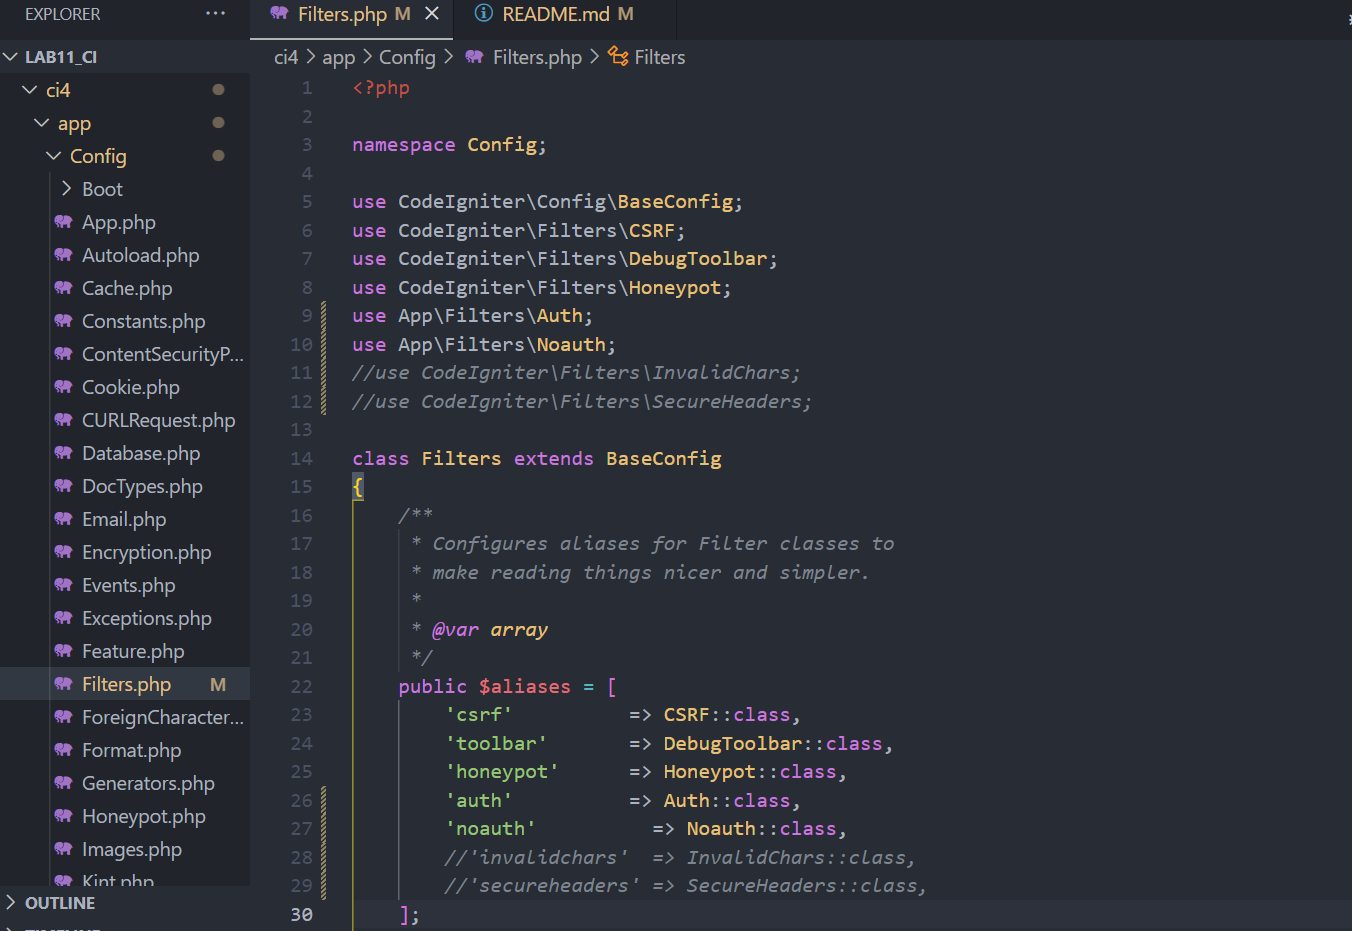 EXPLORER ...
Filters.php M
README.md M
LAB11_CI
ci4 > app > Config > Filters.php > Filters
ci4
app
Config
Boot
App.php
Autoload.php
Cache.php
Constants.php
ContentSecurityP...
Cookie.php
CURLRequest.php
Database.php
DocTypes.php
Email.php
Encryption.php
Events.php
Exceptions.php
Feature.php
Filters.php M
ForeignCharacter...
Format.php
Generators.php
Honeypot.php
Images.php
Kint.php
OUTLINE
1 <?php
2
3 namespace Config;
4
5 use CodeIgniter\Config\BaseConfig;
6 use CodeIgniter\Filters\CSRF;
7 use CodeIgniter\Filters\DebugToolbar;
8 use CodeIgniter\Filters\Honeypot;
9 use App\Filters\Auth;
10 use App\Filters\Noauth;
11 //use CodeIgniter\Filters\InvalidChars;
12 //use CodeIgniter\Filters\SecureHeaders;
13
14 class Filters extends BaseConfig
15 {
16 /**
17 * Configures aliases for Filter classes to
18 * make reading things nicer and simpler.
19 *
20 * @var array
21 */
22 public $aliases = [
23 'csrf' => CSRF::class,
24 'toolbar' => DebugToolbar::class,
25 'honeypot' => Honeypot::class,
26 'auth' => Auth::class,
27 'noauth' => Noauth::class,
28 //'invalidchars' => InvalidChars::class,
29 //'secureheaders' => SecureHeaders::class,
30 ];